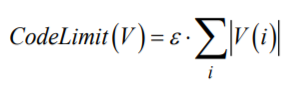 CodeLimit(V) = ε · ∑|V(i)|
i